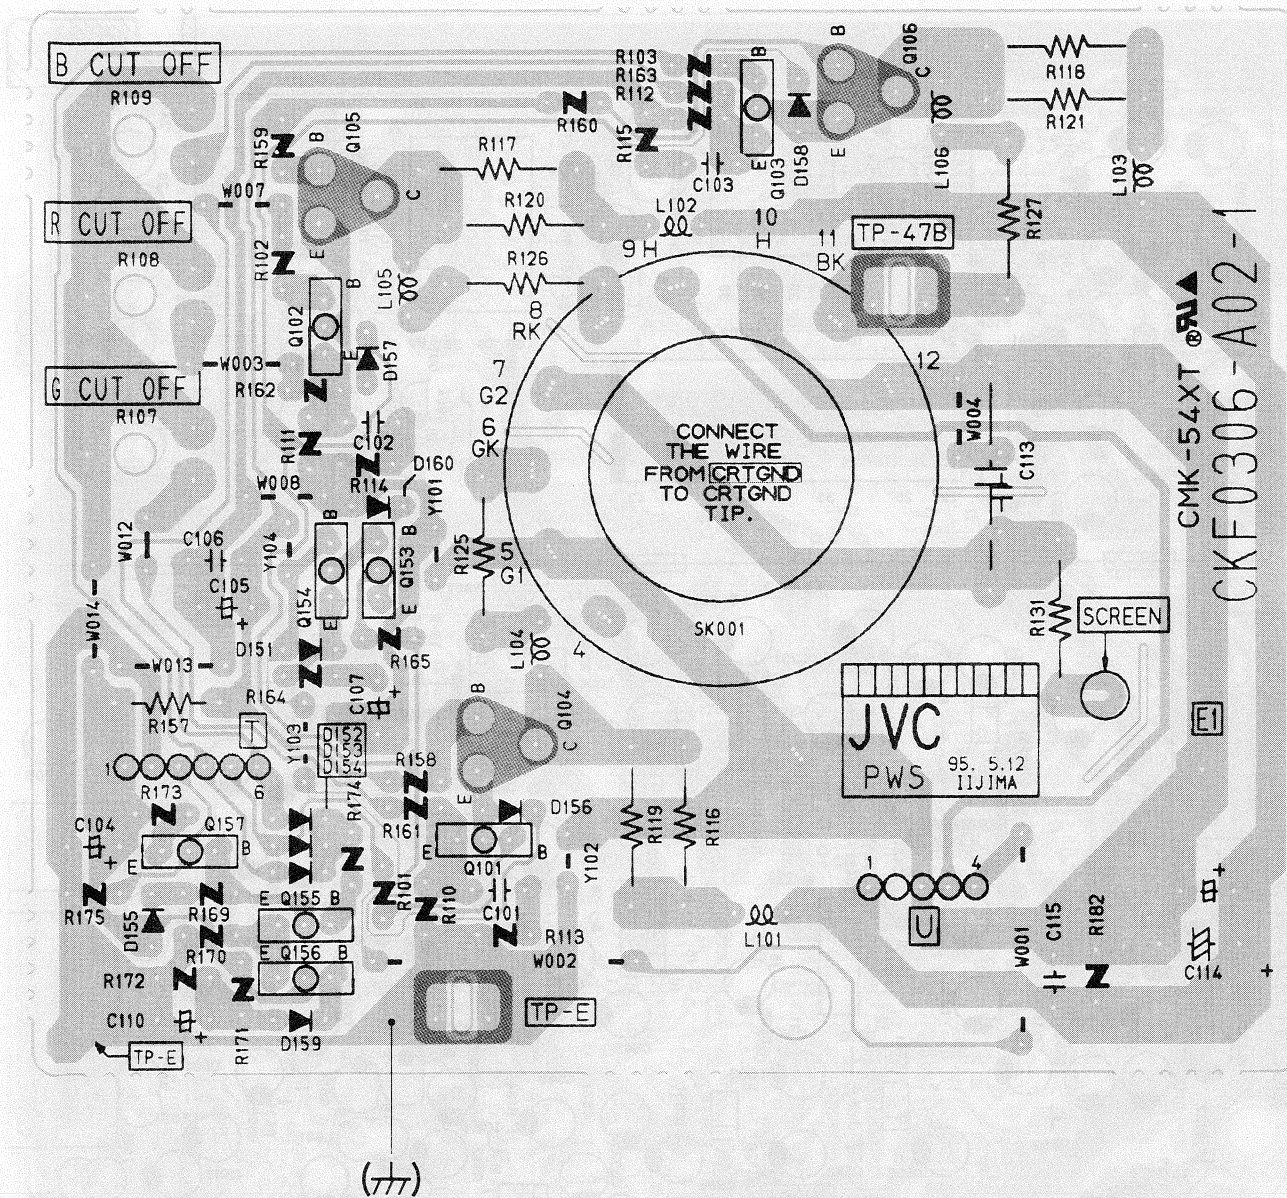 B CUT OFF
R109
R CUT OFF
R108
G CUT OFF
R107
R159
B
Q105
C
E
W007
R102
Q102
B
E
L105
D157
W003
R162
R111
C102
R114
D160
W008
Y101
R117
R120
R126
R103
R163
R112
R160
R115
C103
B
E
Q103
D158
B
E
Q106
C
L106
R118
R121
L103
R127
L102
9 H
10
H
11
BK
TP-47B
8
RK
7
G2
6
GK
5
G1
4
12
CONNECT
THE WIRE
FROM CRTGND
TO CRTGND
TIP.
SK001
W004
C113
CMK-54XT ®
CKF0306-A02-1
W012
C106
C105
+
Y104
B
Q154
E
B
Q153
E
R125
L104
W014
D151
W013
R165
R164
C107
+
R157
J
Y103
D152
D153
D154
R174
1
6
R131
SCREEN
E1
JVC
PWS
95. 5.12
IIJIMA
B
Q104
C
E
R158
R161
D156
E
Q101
B
Y102
R119
R116
R173
C104
+
E
Q157
B
R175
D155
R169
R170
E Q155 B
E Q156 B
R101
R110
C101
R113
W002
L101
1
4
U
W001
C115
R182
+
C114
+
R172
C110
+
R171
D159
TP-E
TP-E